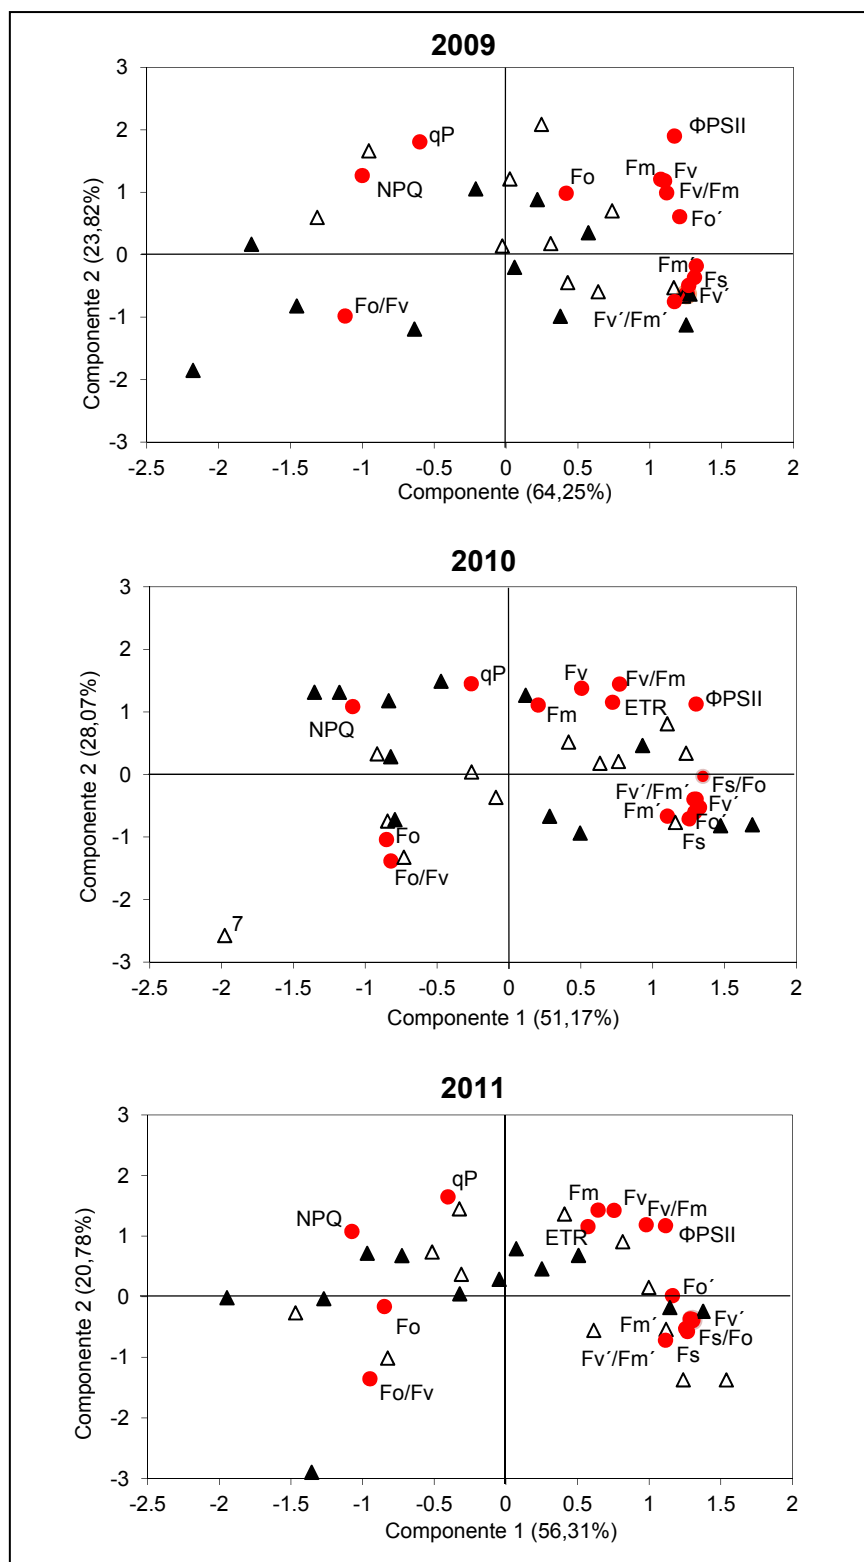 2009
3
2
1
0
-1
-2
-3
-2.5 -2 -1.5 -1 -0.5 0 0.5 1 1.5 2
Componente 2 (23,82%)
Componente (64,25%)
qP
NPQ
Fo
ΦPSII
Fm Fv
Fv/Fm
Fo´
Fm´
Fs
Fv´
Fv´/Fm´
Fo/Fv
2010
3
2
1
0
-1
-2
-3
-2.5 -2 -1.5 -1 -0.5 0 0.5 1 1.5 2
Componente 2 (28,07%)
Componente 1 (51,17%)
qP
NPQ
Fv
Fv/Fm
Fm
ETR
ΦPSII
Fs/Fo
Fv´/Fm´
Fv´
Fm´
Fo´
Fs
Fo
Fo/Fv
7
2011
3
2
1
0
-1
-2
-3
-2.5 -2 -1.5 -1 -0.5 0 0.5 1 1.5 2
Componente 2 (20,78%)
Componente 1 (56,31%)
qP
NPQ
Fm
Fv
Fv/Fm
ETR
ΦPSII
Fo´
Fo
Fm´
Fv´
Fs/Fo
Fv´/Fm´
Fs
Fo/Fv